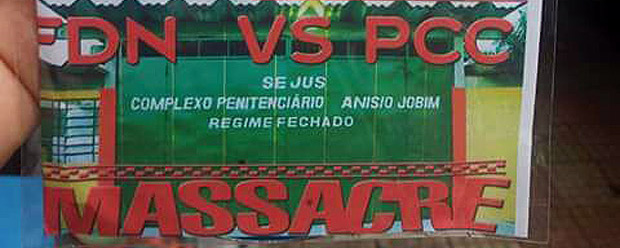 FDN VS PCC
SEJUS
COMPLEXO PENITENCIÁRIO ANISIO JOBIM
REGIME FECHADO
MASSACRE